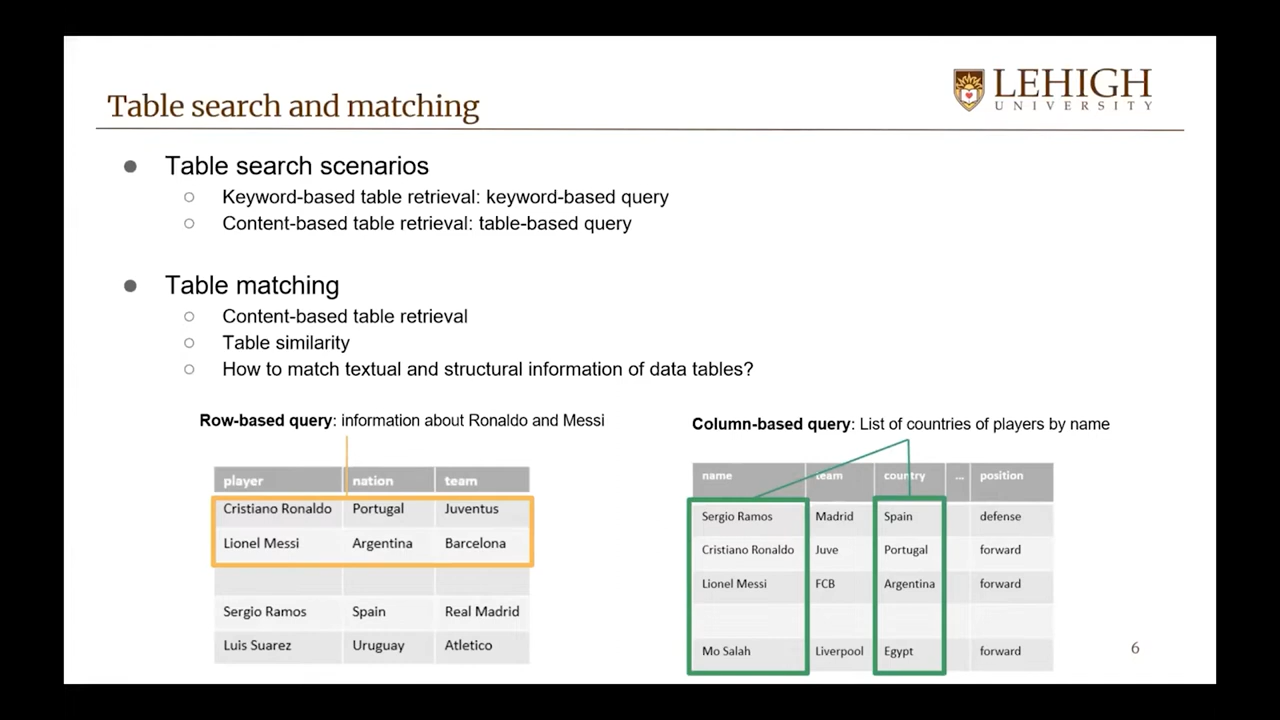 LEHIGH
UNIVERSITY
Table search and matching
Table search scenarios
Keyword-based table retrieval: keyword-based query
Content-based table retrieval: table-based query
Table matching
Content-based table retrieval
Table similarity
How to match textual and structural information of data tables?
Row-based query: information about Ronaldo and Messi
player nation team
Cristiano Ronaldo Portugal Juventus
Lionel Messi Argentina Barcelona
Sergio Ramos Spain Real Madrid
Luis Suarez Uruguay Atletico
Column-based query: List of countries of players by name
name team country ... position
Sergio Ramos Madrid Spain defense
Cristiano Ronaldo Juve Portugal forward
Lionel Messi FCB Argentina forward
Mo Salah Liverpool Egypt forward
6